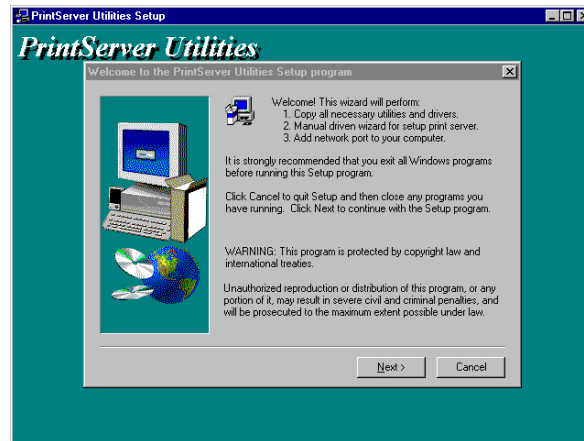 PrintServer Utilities Setup
PrintServer Utilities
Welcome to the PrintServer Utilities Setup program
Welcome! This wizard will perform:
1. Copy all necessary utilities and drivers.
2. Manual driven wizard for setup print server.
3. Add network port to your computer.
It is strongly recommended that you exit all Windows programs
before running this Setup program.
Click Cancel to quit Setup and then close any programs you
have running. Click Next to continue with the Setup program.
WARNING: This program is protected by copyright law and
international treaties.
Unauthorized reproduction or distribution of this program, or any
portion of it, may result in severe civil and criminal penalties, and
will be prosecuted to the maximum extent possible under law.
Next > Cancel